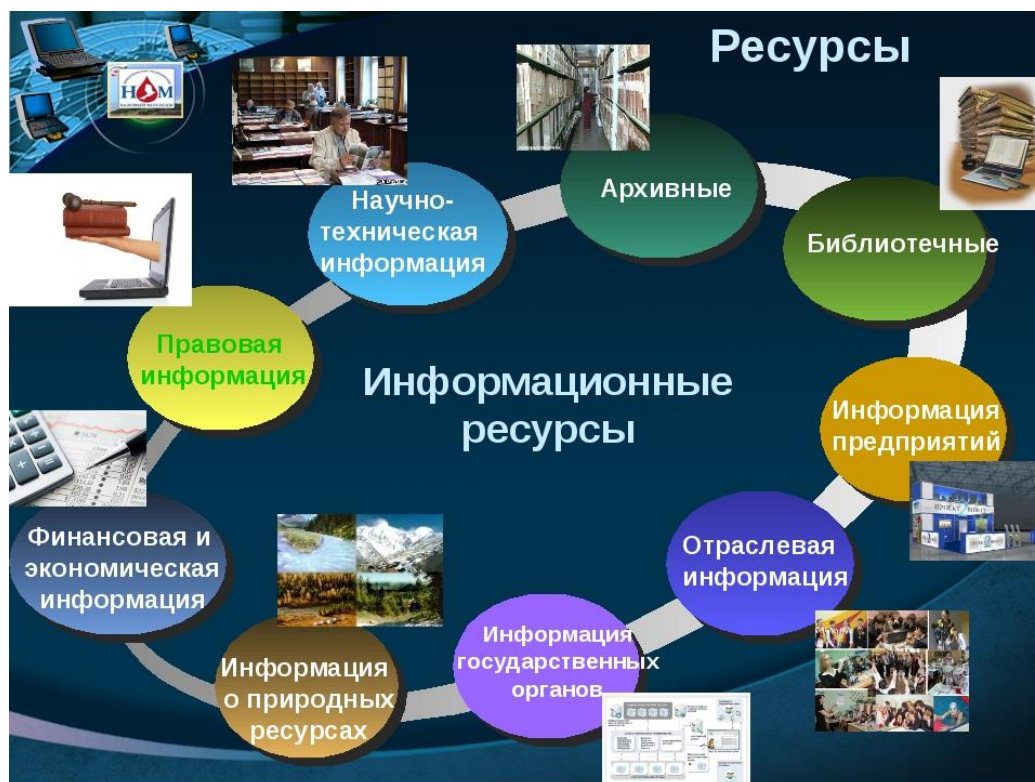 Ресурсы
НОМ
Архивные
Научно-
техническая
информация
Библиотечные
Правовая
информация
Информационные
ресурсы
Информация
предприятий
Финансовая и
экономическая
информация
Отраслевая
информация
Информация
государственных
органов
Информация
о природных
ресурсах